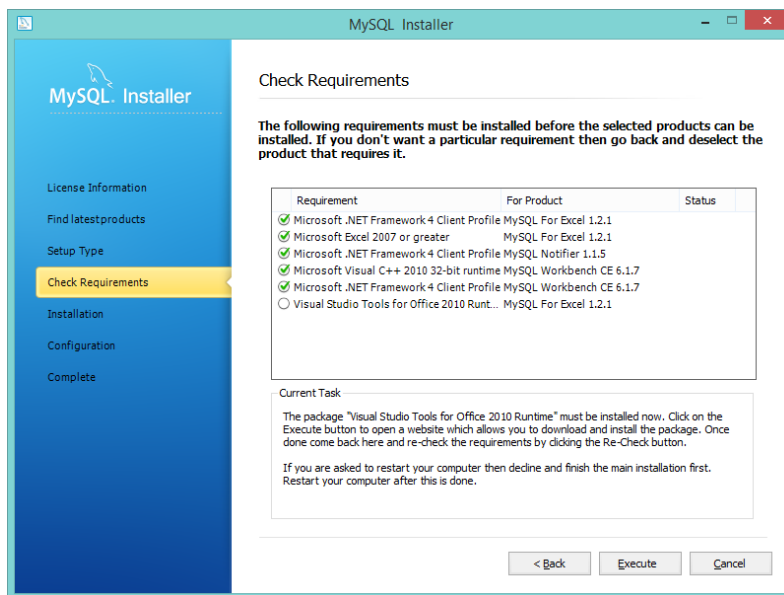 MySQL Installer
MySQL. Installer
License Information
Find latest products
Setup Type
Check Requirements
Installation
Configuration
Complete
Check Requirements
The following requirements must be installed before the selected products can be
installed. If you don't want a particular requirement then go back and deselect the
product that requires it.
Requirement For Product Status
Microsoft .NET Framework 4 Client Profile MySQL For Excel 1.2.1
Microsoft Excel 2007 or greater MySQL For Excel 1.2.1
Microsoft .NET Framework 4 Client Profile MySQL Notifier 1.1.5
Microsoft Visual C++ 2010 32-bit runtime MySQL Workbench CE 6.1.7
Microsoft .NET Framework 4 Client Profile MySQL Workbench CE 6.1.7
Visual Studio Tools for Office 2010 Runt... MySQL For Excel 1.2.1
Current Task
The package "Visual Studio Tools for Office 2010 Runtime" must be installed now. Click on the
Execute button to open a website which allows you to download and install the package. Once
done come back here and re-check the requirements by clicking the Re-Check button.
If you are asked to restart your computer then decline and finish the main installation first.
Restart your computer after this is done.
< Back Execute Cancel